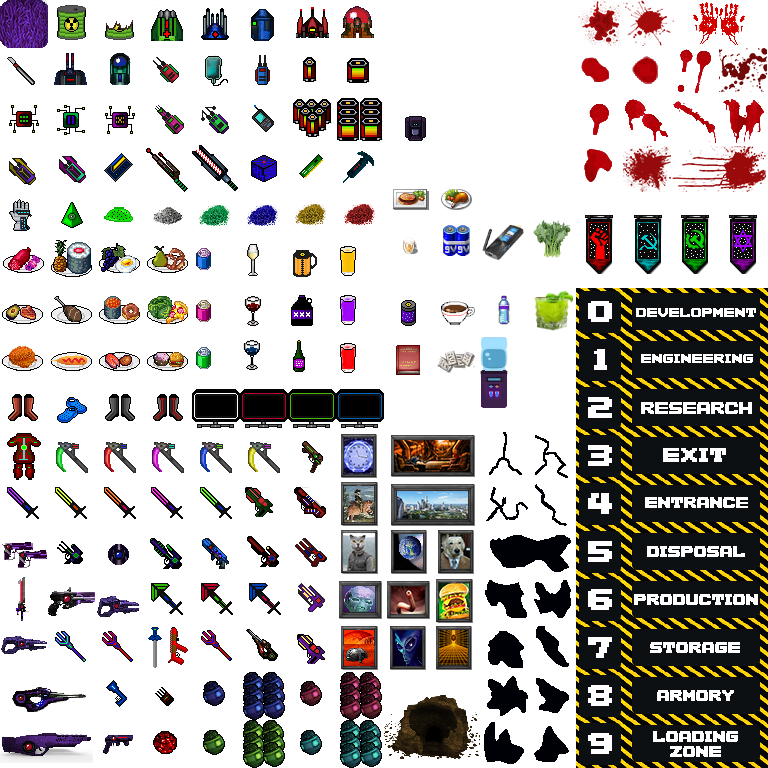 0 DEVELOPMENT
1 ENGINEERING
2 RESEARCH
3 EXIT
4 ENTRANCE
5 DISPOSAL
6 PRODUCTION
7 STORAGE
8 ARMORY
9 LOADING
ZONE